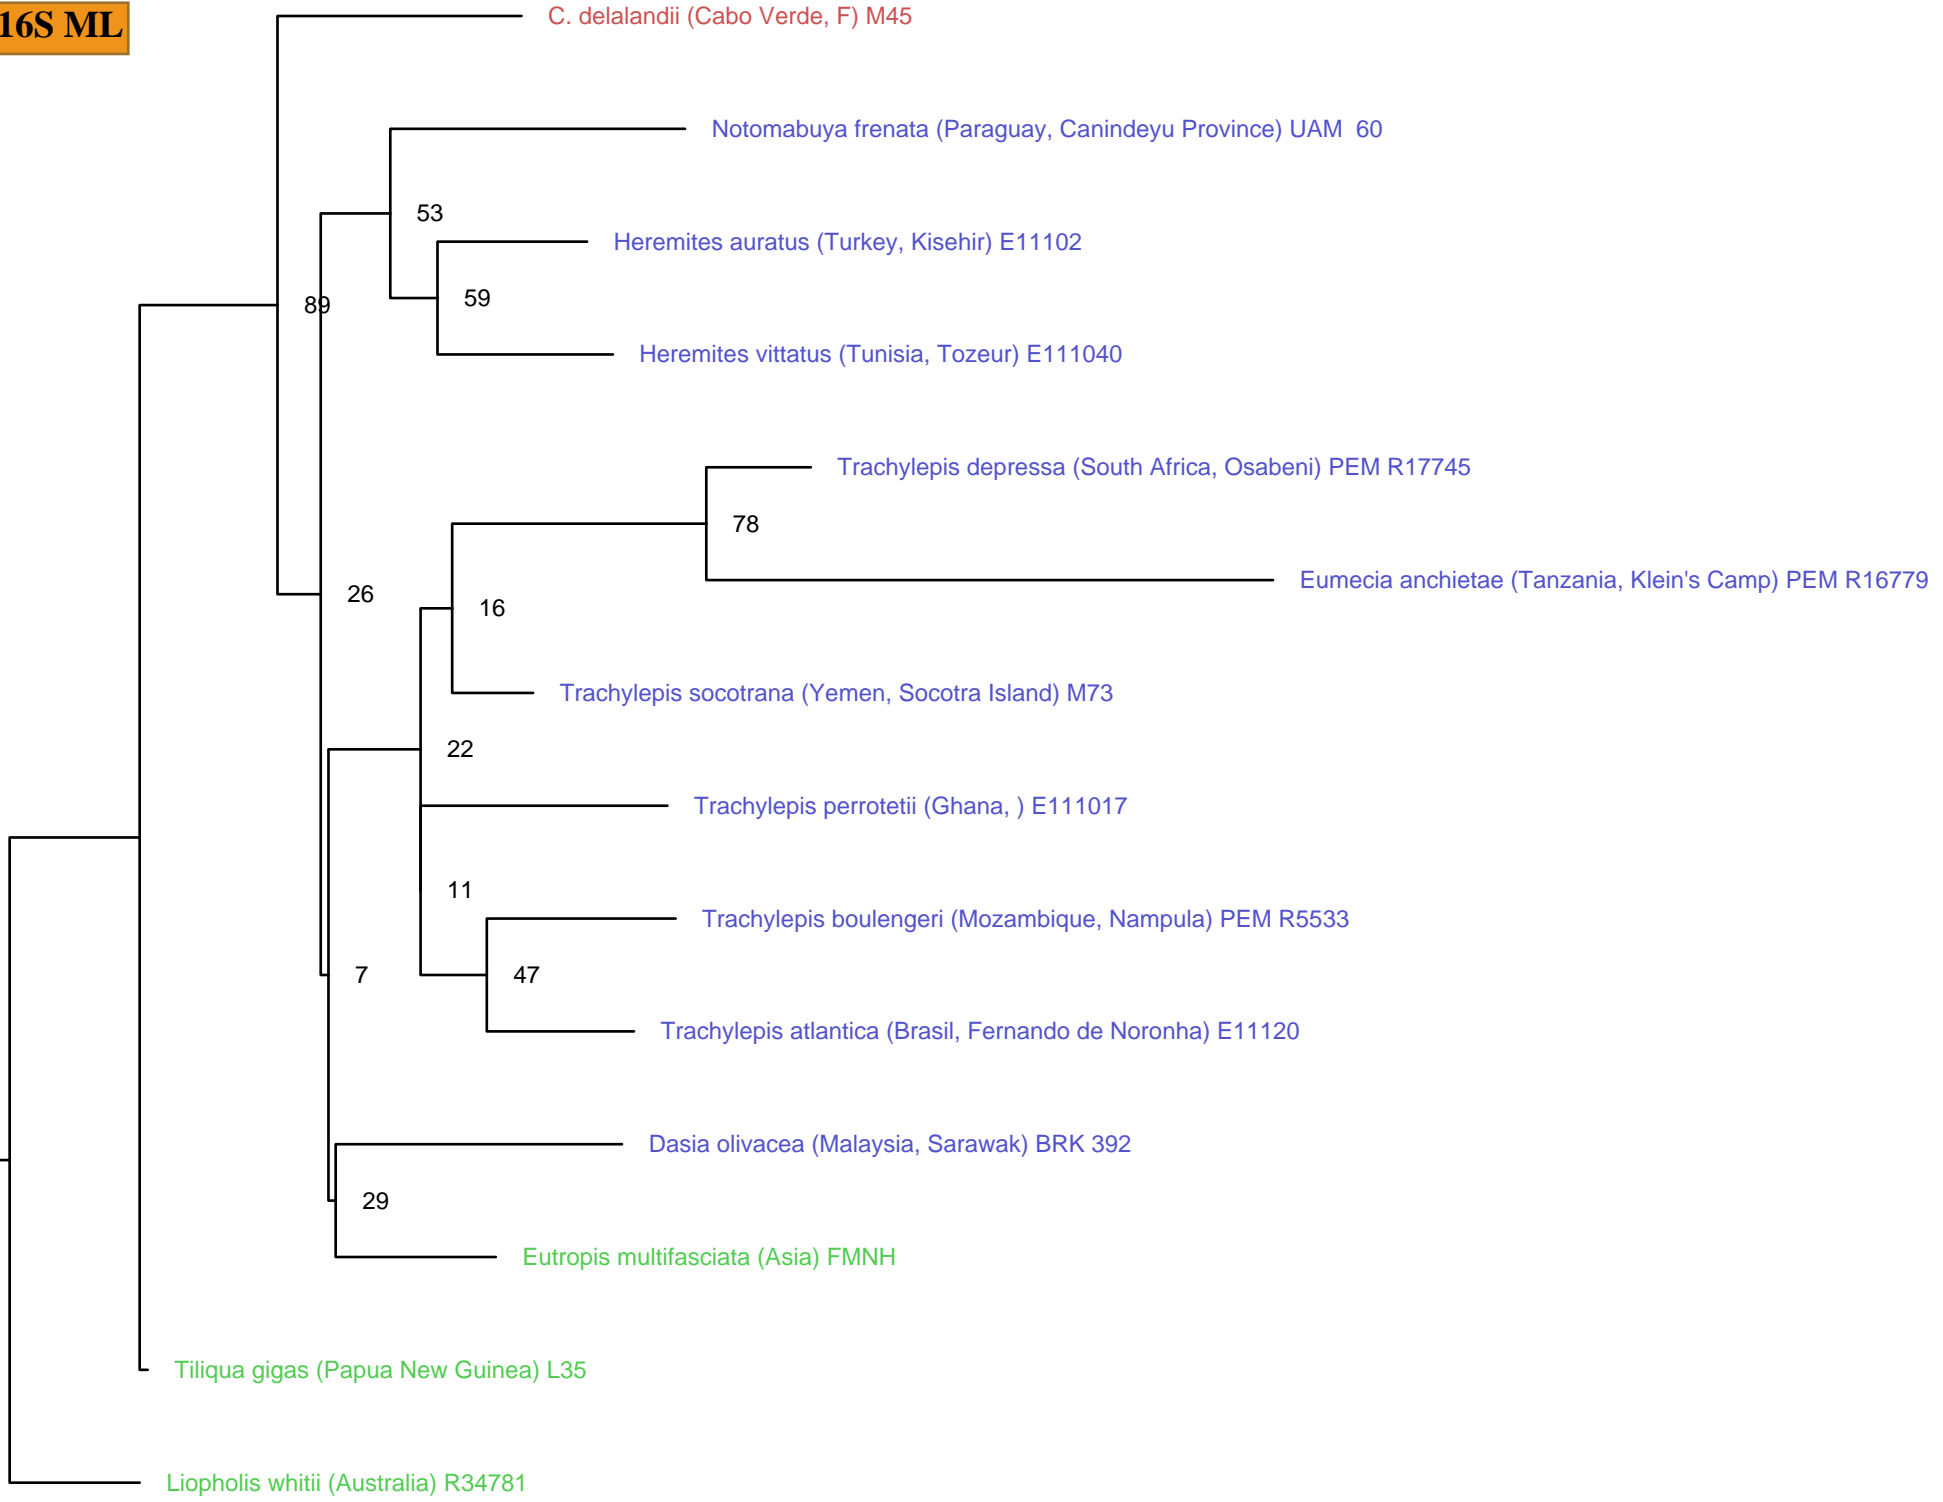 16S ML
C. delalandii (Cabo Verde, F) M45
Notomabuya frenata (Paraguay, Canindeyu Province) UAM  60
53
Heremites auratus (Turkey, Kisehir) E11102
59
89
Heremites vittatus (Tunisia, Tozeur) E111040
Trachylepis depressa (South Africa, Osabeni) PEM R17745
78
Eumecia anchietae (Tanzania, Klein's Camp) PEM R16779
26
16
Trachylepis socotrana (Yemen, Socotra Island) M73
22
Trachylepis perrotetii (Ghana, ) E111017
11
Trachylepis boulengeri (Mozambique, Nampula) PEM R5533
7
47
Trachylepis atlantica (Brasil, Fernando de Noronha) E11120
Dasia olivacea (Malaysia, Sarawak) BRK 392
29
Eutropis multifasciata (Asia) FMNH
Tiliqua gigas (Papua New Guinea) L35
Liopholis whitii (Australia) R34781